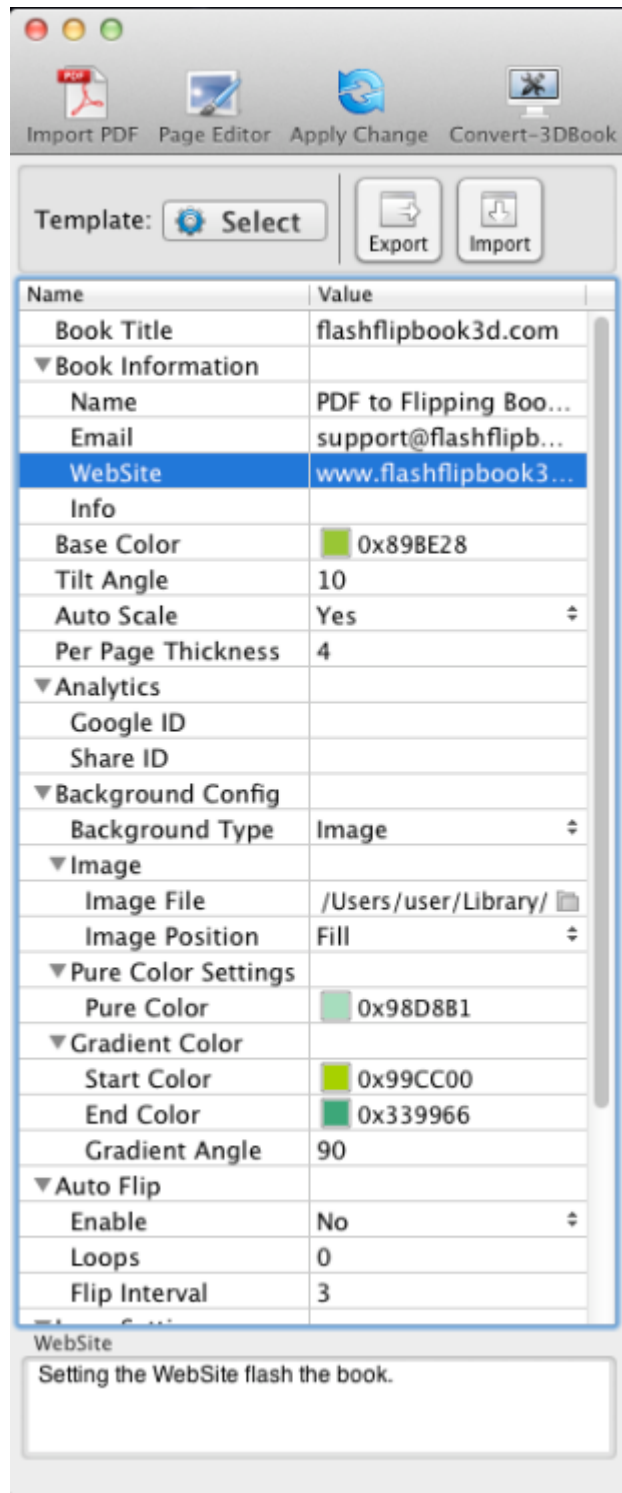 Import PDF Page Editor Apply Change Convert-3DBook
Template: Select Export Import
Name Value
Book Title flashflipbook3d.com
Book Information
Name PDF to Flipping Boo...
Email support@flashflipb...
WebSite www.flashflipbook3...
Info
Base Color 0x89BE28
Tilt Angle 10
Auto Scale Yes
Per Page Thickness 4
Analytics
Google ID
Share ID
Background Config
Background Type Image
Image
Image File /Users/user/Library/
Image Position Fill
Pure Color Settings
Pure Color 0x98D8B1
Gradient Color
Start Color 0x99CC00
End Color 0x339966
Gradient Angle 90
Auto Flip
Enable No
Loops 0
Flip Interval 3
WebSite
Setting the WebSite flash the book.